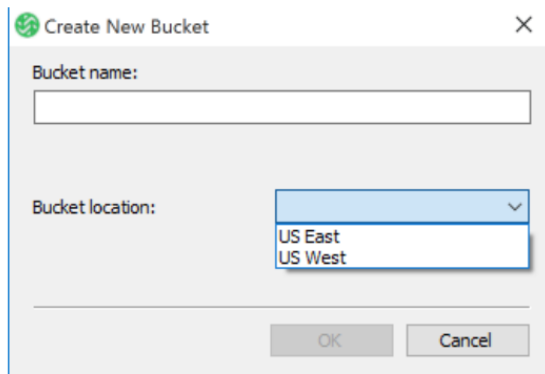 Create New Bucket
Bucket name:
Bucket location:
US East
US West
OK
Cancel